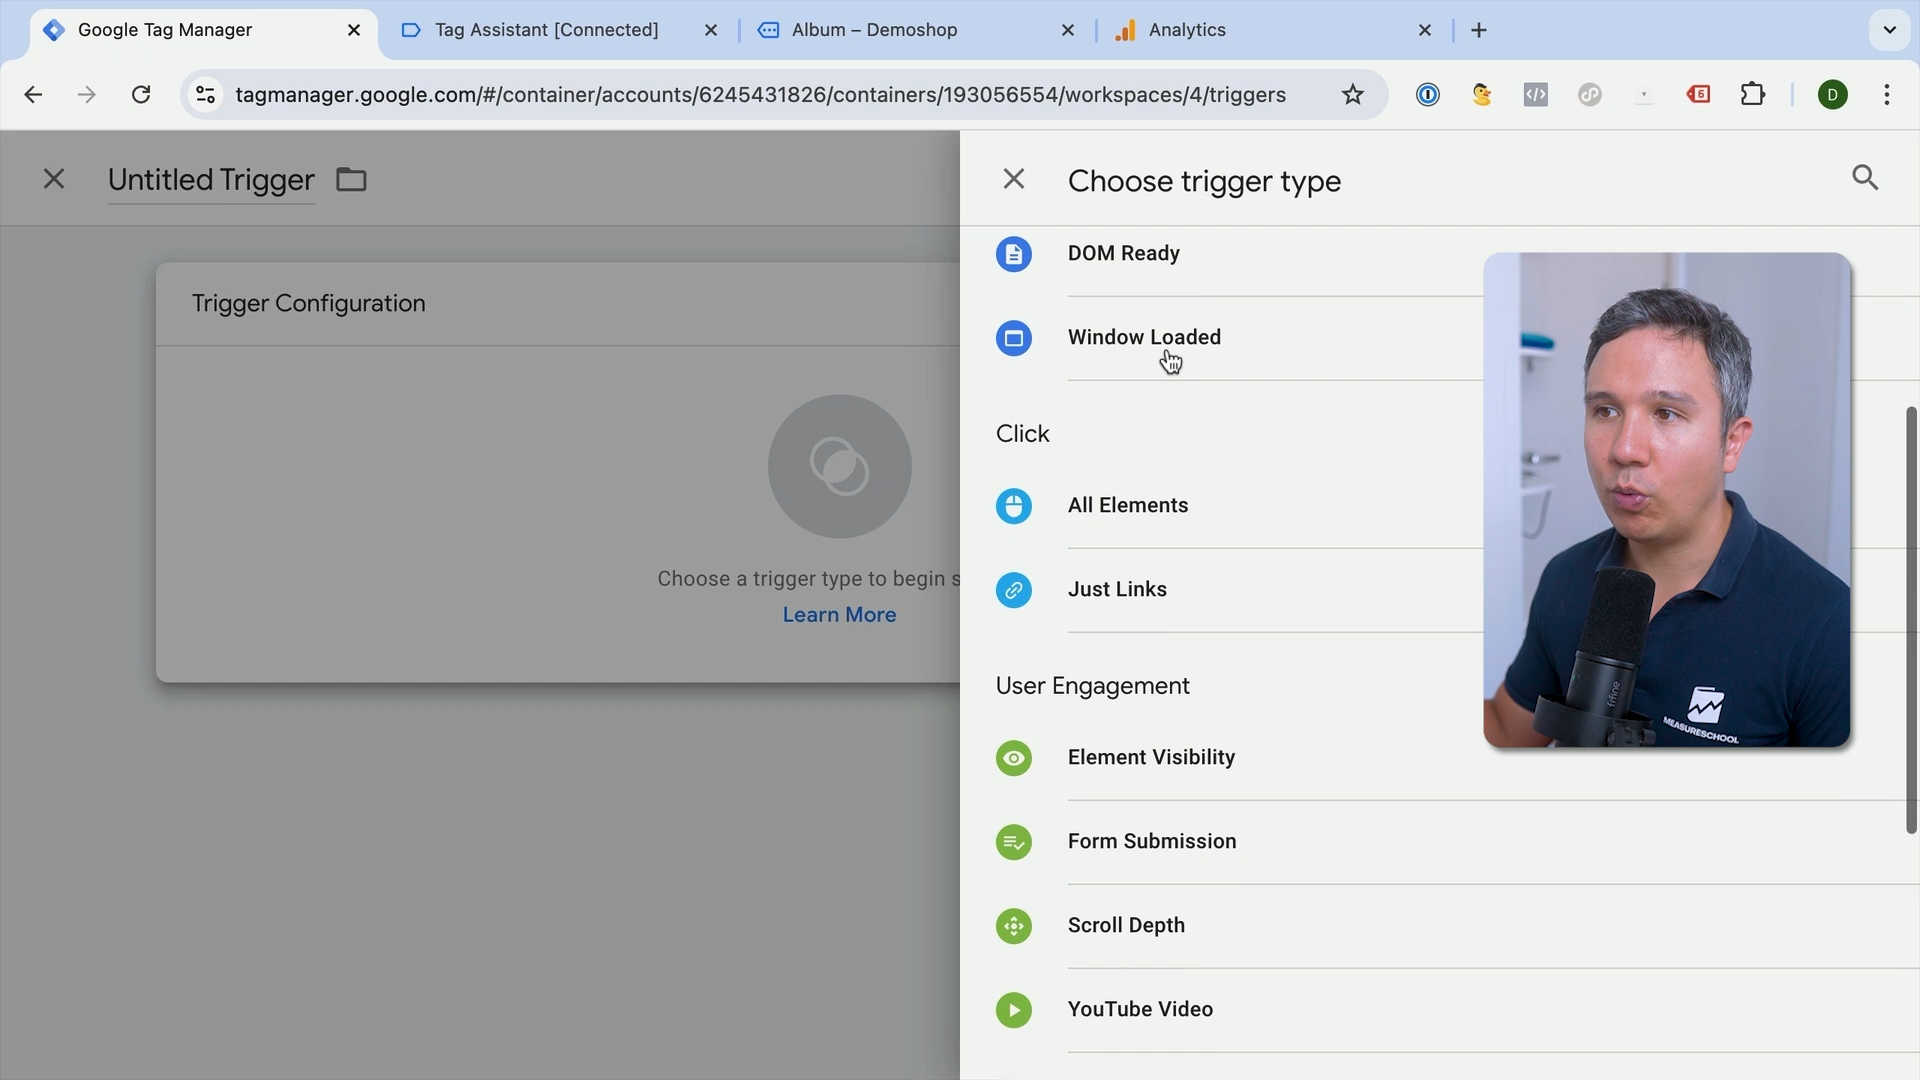 Google Tag Manager
Tag Assistant [Connected]
Album – Demoshop
Analytics
tagmanager.google.com/#/container/accounts/6245431826/containers/193056554/workspaces/4/triggers
6
D
Untitled Trigger
Choose trigger type
Trigger Configuration
Choose a trigger type to begin s
Learn More
DOM Ready
Window Loaded
Click
All Elements
Just Links
User Engagement
Element Visibility
Form Submission
Scroll Depth
YouTube Video
fifine
MEASURESCHOOL